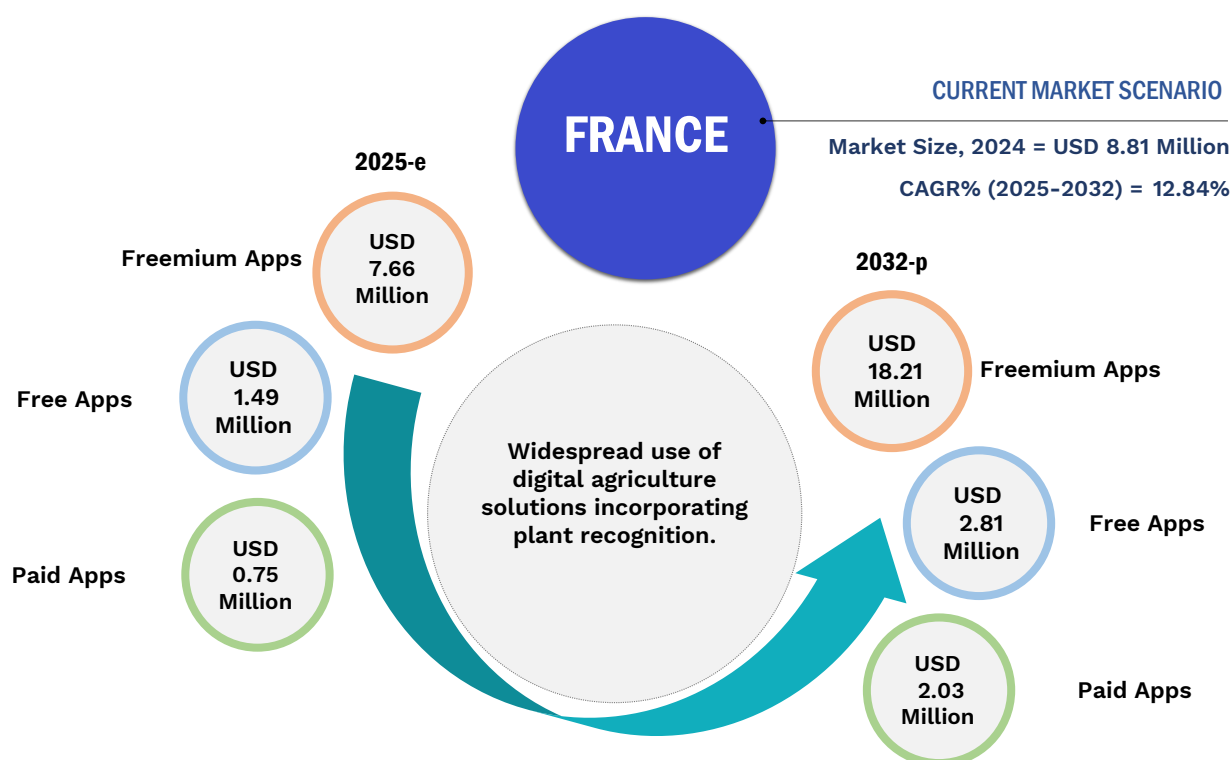 FRANCE
CURRENT MARKET SCENARIO
Market Size, 2024 = USD 8.81 Million
CAGR% (2025-2032) = 12.84%
2025-e
Freemium Apps
USD
7.66
Million
Free Apps
USD
1.49
Million
Paid Apps
USD
0.75
Million
Widespread use of
digital agriculture
solutions incorporating
plant recognition.
2032-p
USD
18.21
Million
Freemium Apps
USD
2.81
Million
Free Apps
USD
2.03
Million
Paid Apps